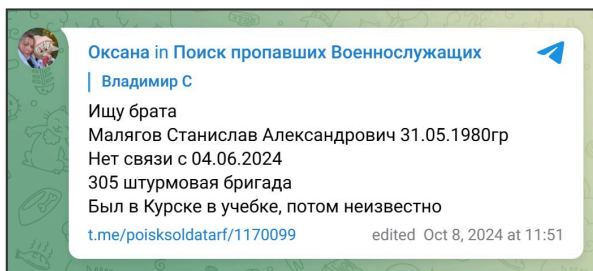 Оксана in Поиск пропавших Военнослужащих
Владимир С
Ищу брата
Малягов Станислав Александрович 31.05.1980гр
Нет связи с 04.06.2024
305 штурмовая бригада
Был в Курске в учебке, потом неизвестно
t.me/poisksoldatarf/1170099 edited Oct 8, 2024 at 11:51